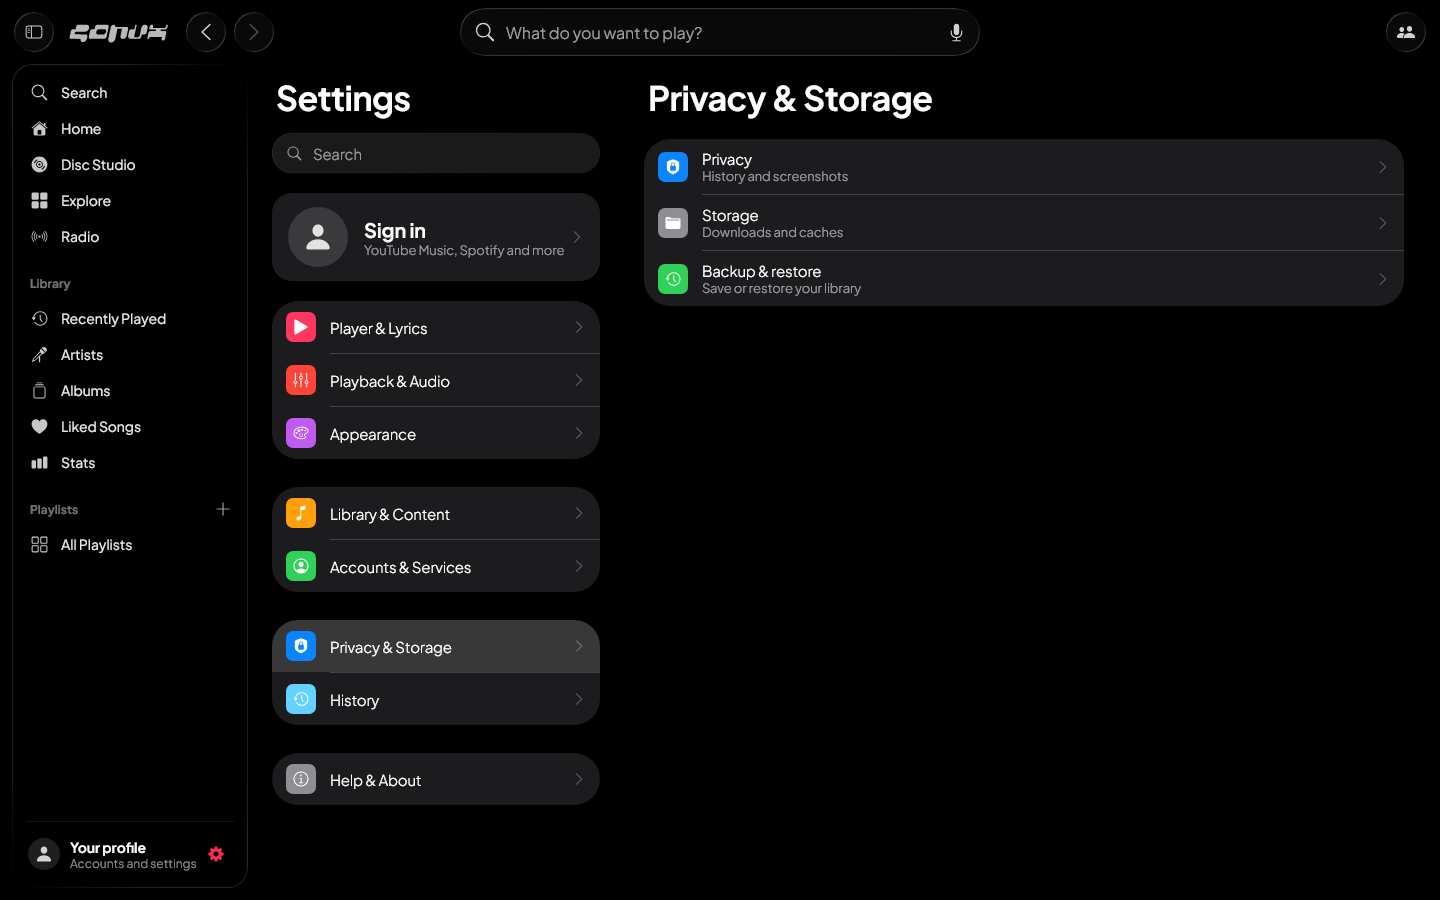 What do you want to play?
Search
Home
Disc Studio
Explore
Radio
Library
Recently Played
Artists
Albums
Liked Songs
Stats
Playlists
All Playlists
Your profile
Accounts and settings
Settings
Search
Sign in
YouTube Music, Spotify and more
Player & Lyrics
Playback & Audio
Appearance
Library & Content
Accounts & Services
Privacy & Storage
History
Help & About
Privacy & Storage
Privacy
History and screenshots
Storage
Downloads and caches
Backup & restore
Save or restore your library